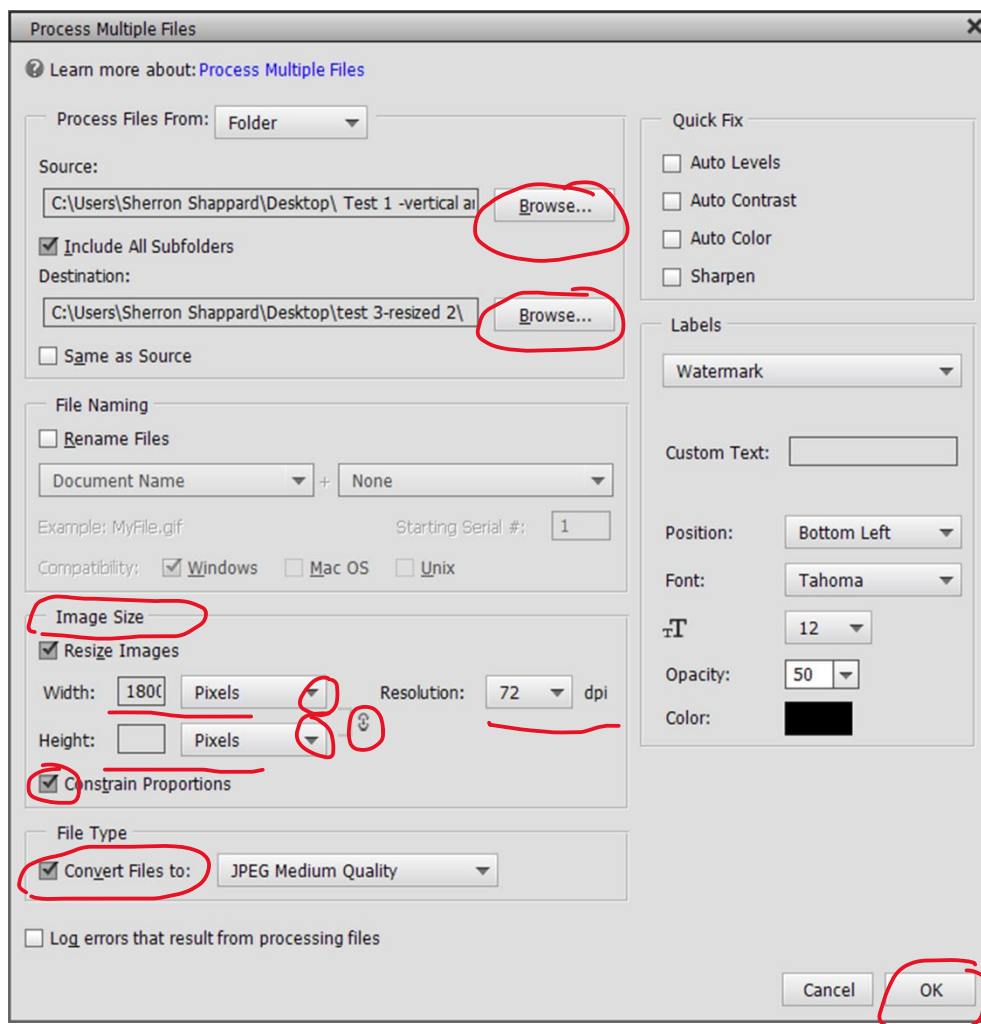 Process Multiple Files
Learn more about: Process Multiple Files
Process Files From: Folder
Source:
C:\Users\Sherron Shappard\Desktop\ Test 1 -vertical
Browse...
Include All Subfolders
Destination:
C:\Users\Sherron Shappard\Desktop\test 3-resized 2\
Browse...
Same as Source
File Naming
Rename Files
Document Name + None
Example: MyFile.gif Starting Serial #: 1
Compatibility: Windows Mac OS Unix
Image Size
Resize Images
Width: 180 Pixels Resolution: 72 dpi
Height: Pixels
Constrain Proportions
File Type
Convert Files to: JPEG Medium Quality
Log errors that result from processing files
Quick Fix
Auto Levels
Auto Contrast
Auto Color
Sharpen
Labels
Watermark
Custom Text:
Position: Bottom Left
Font: Tahoma
TT 12
Opacity: 50
Color:
Cancel OK